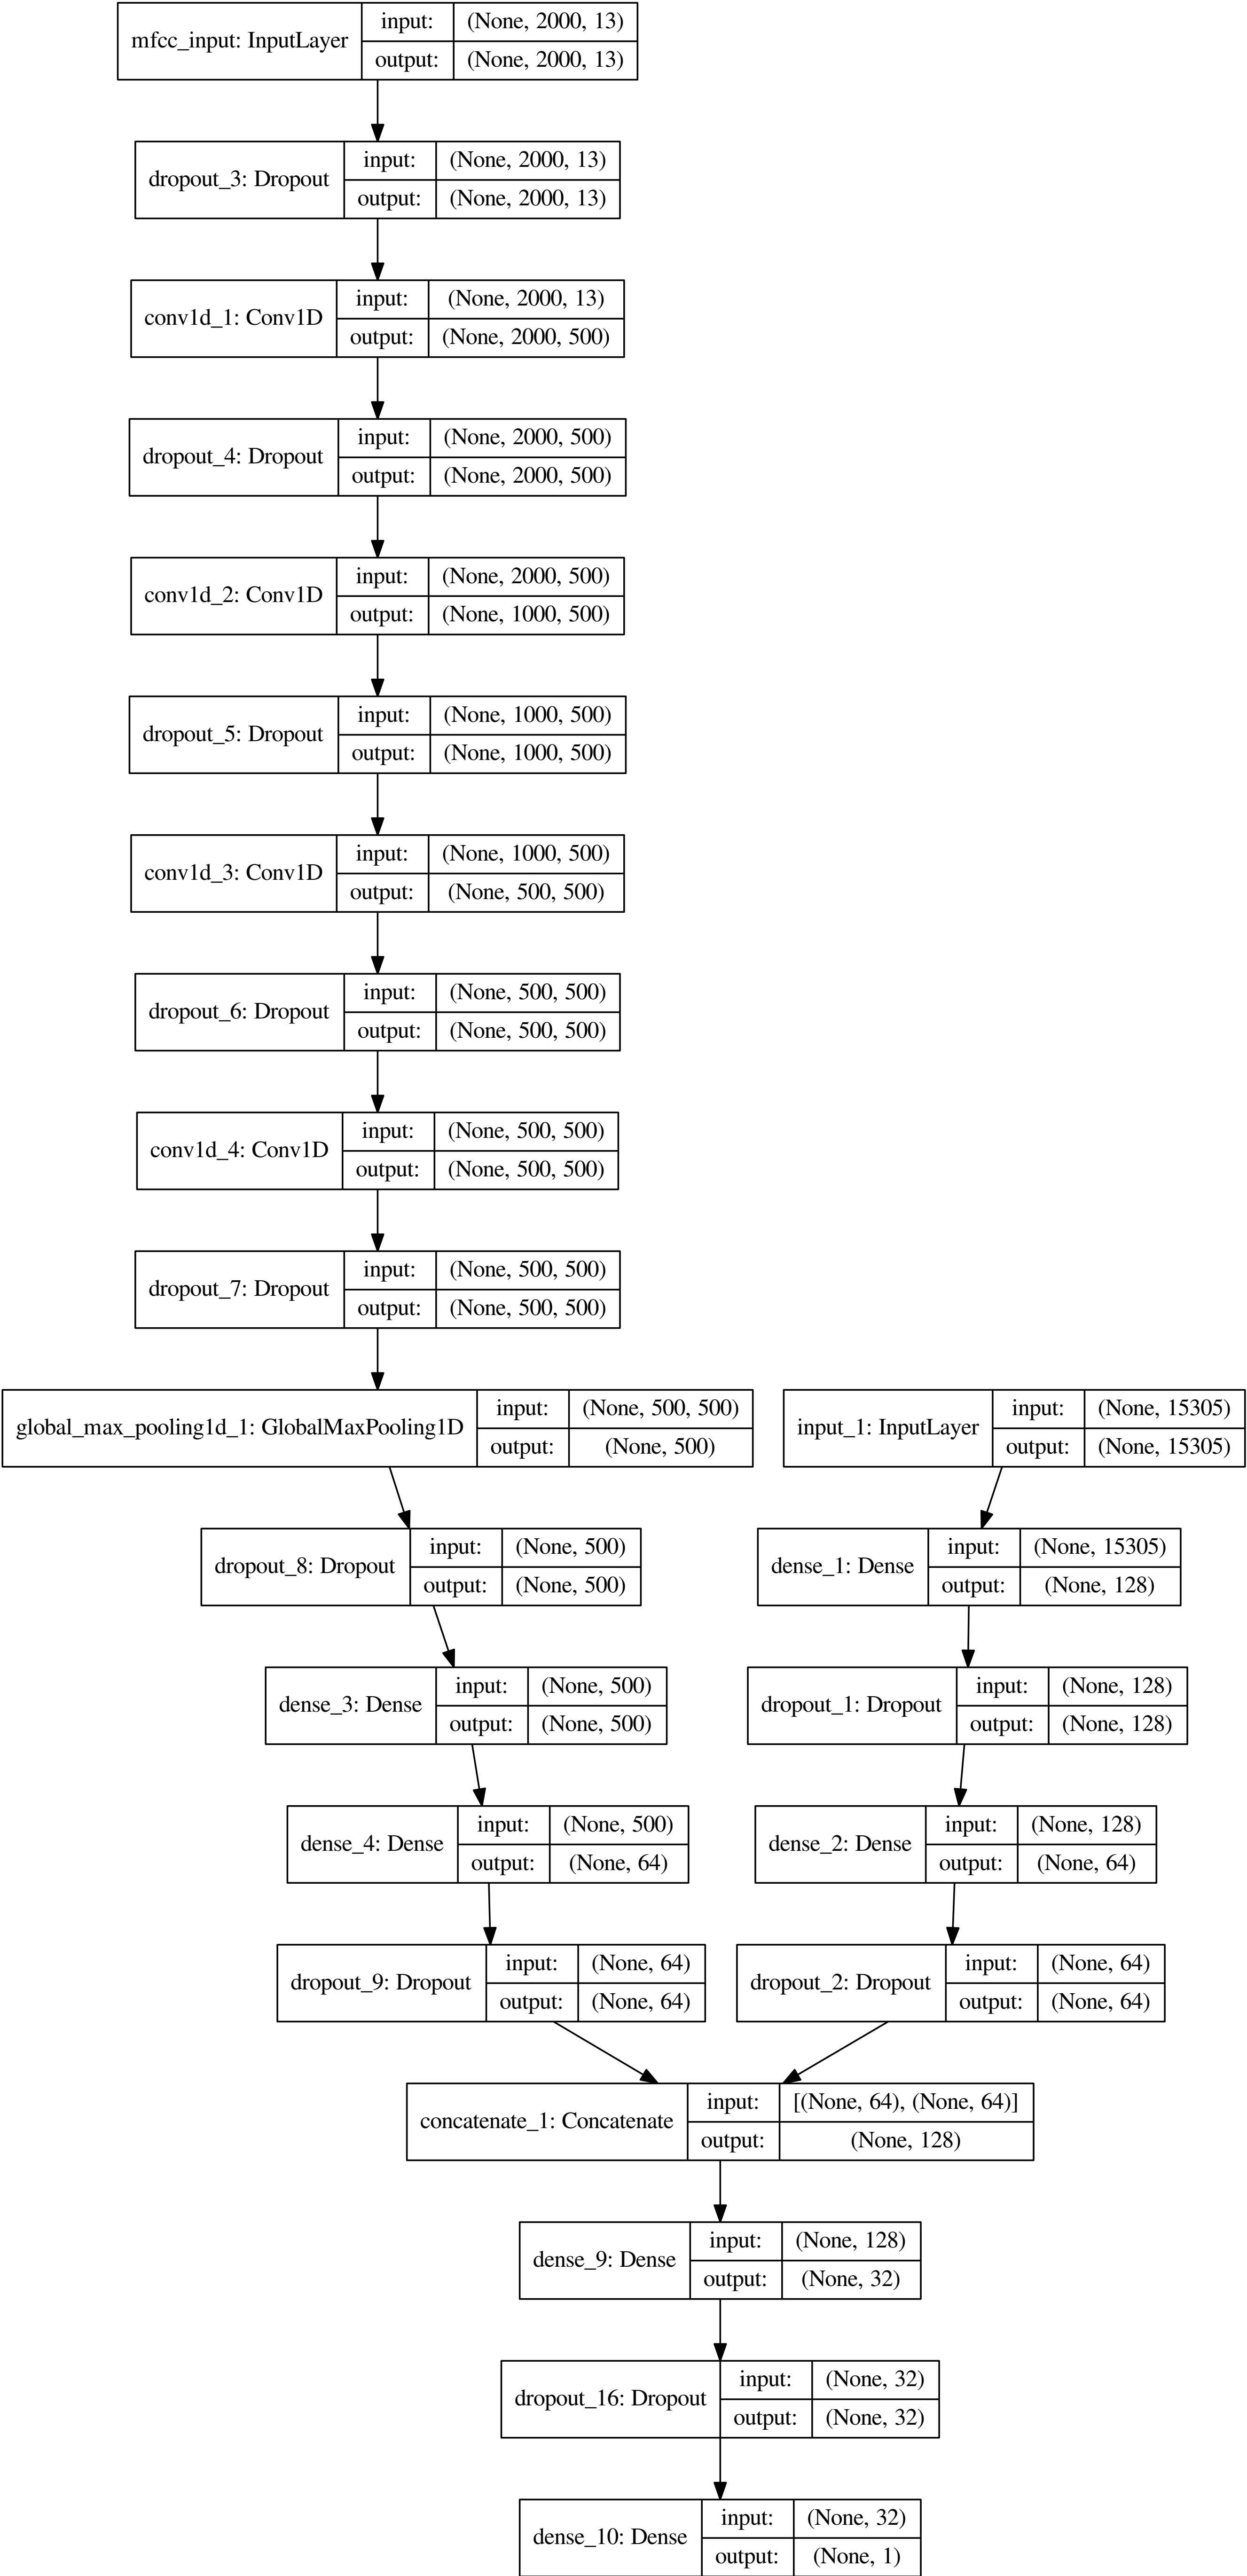 mfcc_input: InputLayer
input: (None, 2000, 13)
output: (None, 2000, 13)
dropout_3: Dropout
input: (None, 2000, 13)
output: (None, 2000, 13)
conv1d_1: Conv1D
input: (None, 2000, 13)
output: (None, 2000, 500)
dropout_4: Dropout
input: (None, 2000, 500)
output: (None, 2000, 500)
conv1d_2: Conv1D
input: (None, 2000, 500)
output: (None, 1000, 500)
dropout_5: Dropout
input: (None, 1000, 500)
output: (None, 1000, 500)
conv1d_3: Conv1D
input: (None, 1000, 500)
output: (None, 500, 500)
dropout_6: Dropout
input: (None, 500, 500)
output: (None, 500, 500)
conv1d_4: Conv1D
input: (None, 500, 500)
output: (None, 500, 500)
dropout_7: Dropout
input: (None, 500, 500)
output: (None, 500, 500)
global_max_pooling1d_1: GlobalMaxPooling1D
input: (None, 500, 500)
output: (None, 500)
input_1: InputLayer
input: (None, 15305)
output: (None, 15305)
dropout_8: Dropout
input: (None, 500)
output: (None, 500)
dense_1: Dense
input: (None, 15305)
output: (None, 128)
dense_3: Dense
input: (None, 500)
output: (None, 500)
dropout_1: Dropout
input: (None, 128)
output: (None, 128)
dense_4: Dense
input: (None, 500)
output: (None, 64)
dense_2: Dense
input: (None, 128)
output: (None, 64)
dropout_9: Dropout
input: (None, 64)
output: (None, 64)
dropout_2: Dropout
input: (None, 64)
output: (None, 64)
concatenate_1: Concatenate
input: [(None, 64), (None, 64)]
output: (None, 128)
dense_9: Dense
input: (None, 128)
output: (None, 32)
dropout_16: Dropout
input: (None, 32)
output: (None, 32)
dense_10: Dense
input: (None, 32)
output: (None, 1)